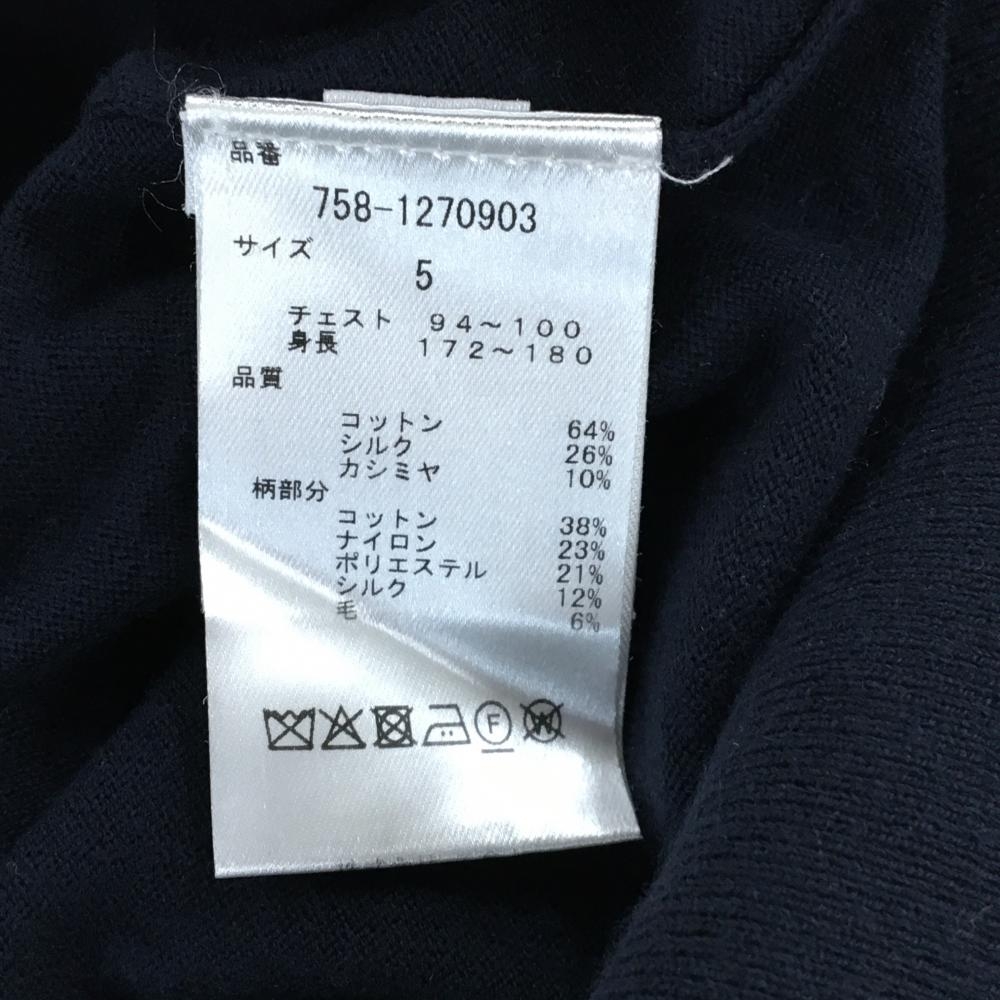 品番
758-1270903
サイズ
5
チェスト 94～100
身長 172～180
品質
コットン 64%
シルク 26%
カシミヤ 10%
柄部分
コットン 38%
ナイロン 23%
ポリエステル 21%
シルク 12%
毛 6%
F W